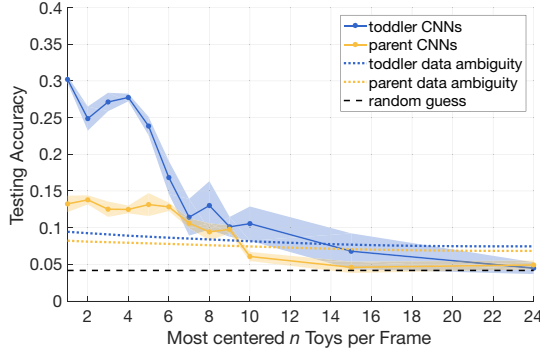 0.4
0.35
0.3
0.25
0.2
0.15
0.1
0.05
0
Testing Accuracy
toddler CNNs
parent CNNs
toddler data ambiguity
parent data ambiguity
random guess
2 4 6 8 10 12 14 16 18 20 22 24
Most centered n Toys per Frame